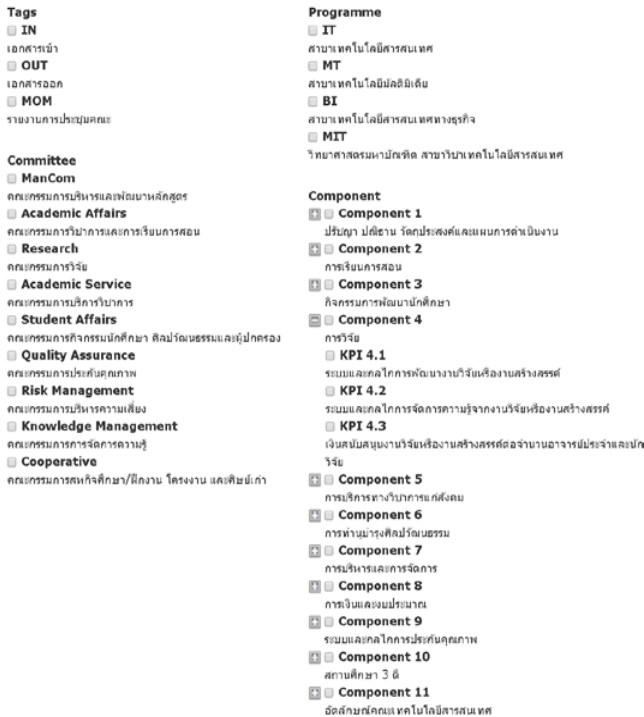 Tags
IN
เอกสารเข้า
OUT
เอกสารออก
MOM
รายงานการประชุมคณะ
Committee
ManCom
คณะกรรมการบริหารและพัฒนาหลักสูตร
Academic Affairs
คณะกรรมการวิชาการและการเรียนการสอน
Research
คณะกรรมการวิจัย
Academic Service
คณะกรรมการบริการวิชาการ
Student Affairs
คณะกรรมการกิจกรรมนักศึกษา ศิลปวัฒนธรรมและผู้ปกครอง
Quality Assurance
คณะกรรมการประกันคุณภาพ
Risk Management
คณะกรรมการบริหารความเสี่ยง
Knowledge Management
คณะกรรมการการจัดการความรู้
Cooperative
คณะกรรมการสหกิจศึกษา/ฝึกงาน โครงงาน และศิษย์เก่า
Programme
IT
สาขาเทคโนโลยีสารสนเทศ
MT
สาขาเทคโนโลยีมัลติมีเดีย
BI
สาขาเทคโนโลยีสารสนเทศทางธุรกิจ
MIT
วิทยาศาสตรมหาบัณฑิต สาขาวิชาเทคโนโลยีสารสนเทศ
Component
Component 1
ปรัชญา ปณิธาน วัตถุประสงค์และแผนการดำเนินงาน
Component 2
การเรียนการสอน
Component 3
กิจกรรมการพัฒนานักศึกษา
Component 4
การวิจัย
KPI 4.1
ระบบและกลไกการพัฒนางานวิจัยหรืองานสร้างสรรค์
KPI 4.2
ระบบและกลไกการจัดการความรู้จากงานวิจัยหรืองานสร้างสรรค์
KPI 4.3
เงินสนับสนุนงานวิจัยหรืองานสร้างสรรค์ต่อจำนวนอาจารย์ประจำและนัก
วิจัย
Component 5
การบริการทางวิชาการแก่สังคม
Component 6
การทำนุบำรุงศิลปวัฒนธรรม
Component 7
การบริหารและการจัดการ
Component 8
การเงินและงบประมาณ
Component 9
ระบบและกลไกการประกันคุณภาพ
Component 10
สถานศึกษา 3 ดี
Component 11
อัตลักษณ์คณะเทคโนโลยีสารสนเทศ